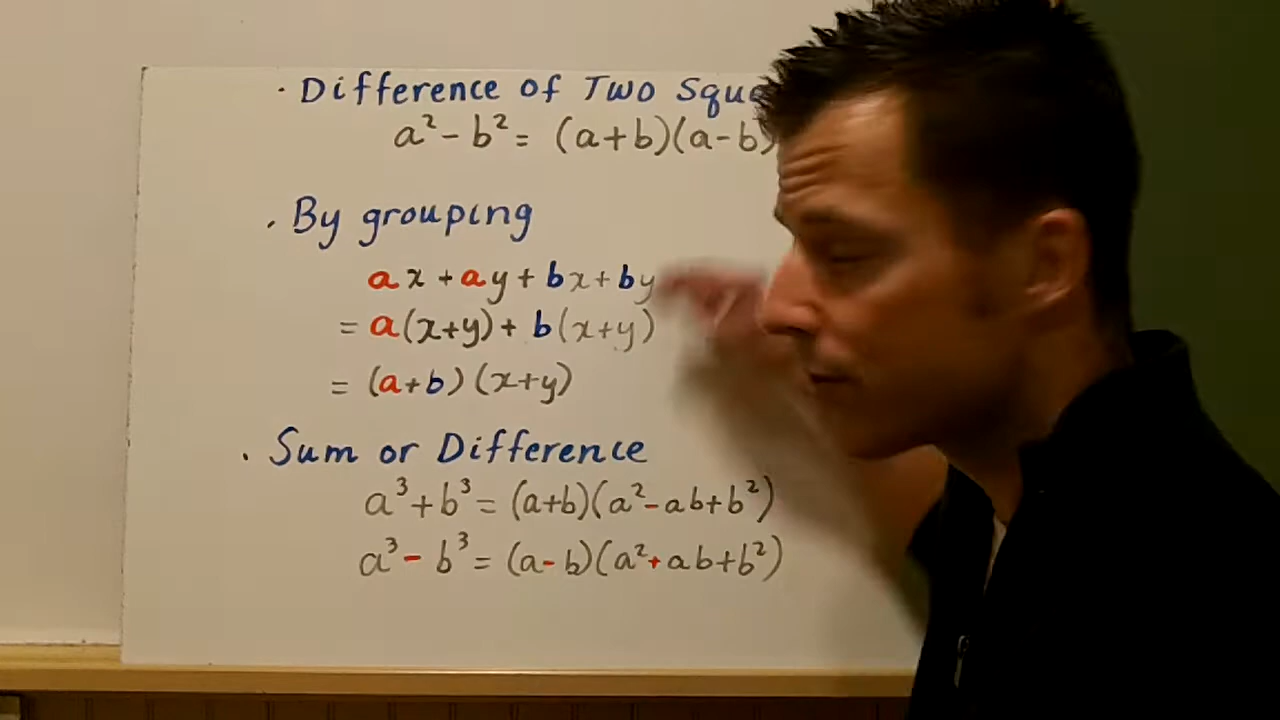 · Difference of Two
a² - b² = (a+b)(a-b)
· By grouping
ax + ay + bx + by
= a(x+y) + b(x+y)
= (a+b)(x+y)
· Sum or Difference
a³+b³ = (a+b)(a²-ab+b²)
a³ - b³ = (a-b)(a²+ab+b²)